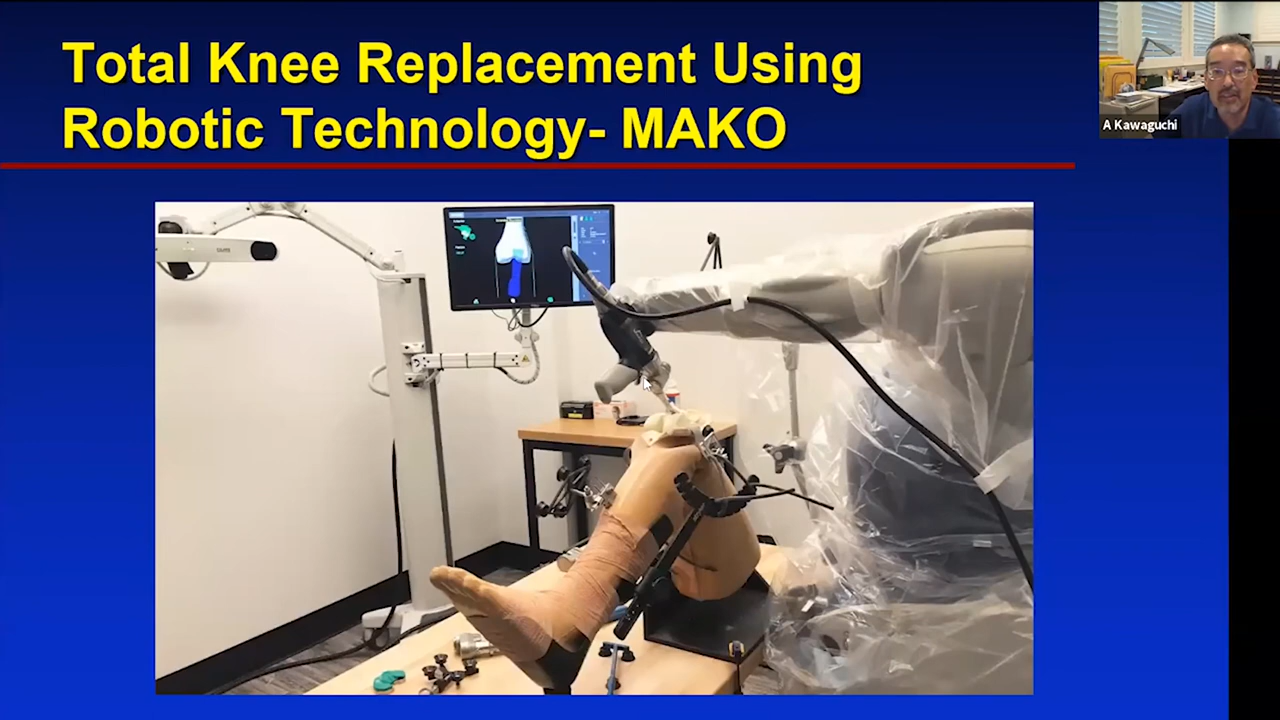 Total Knee Replacement Using
Robotic Technology- MAKO
A Kawaguchi